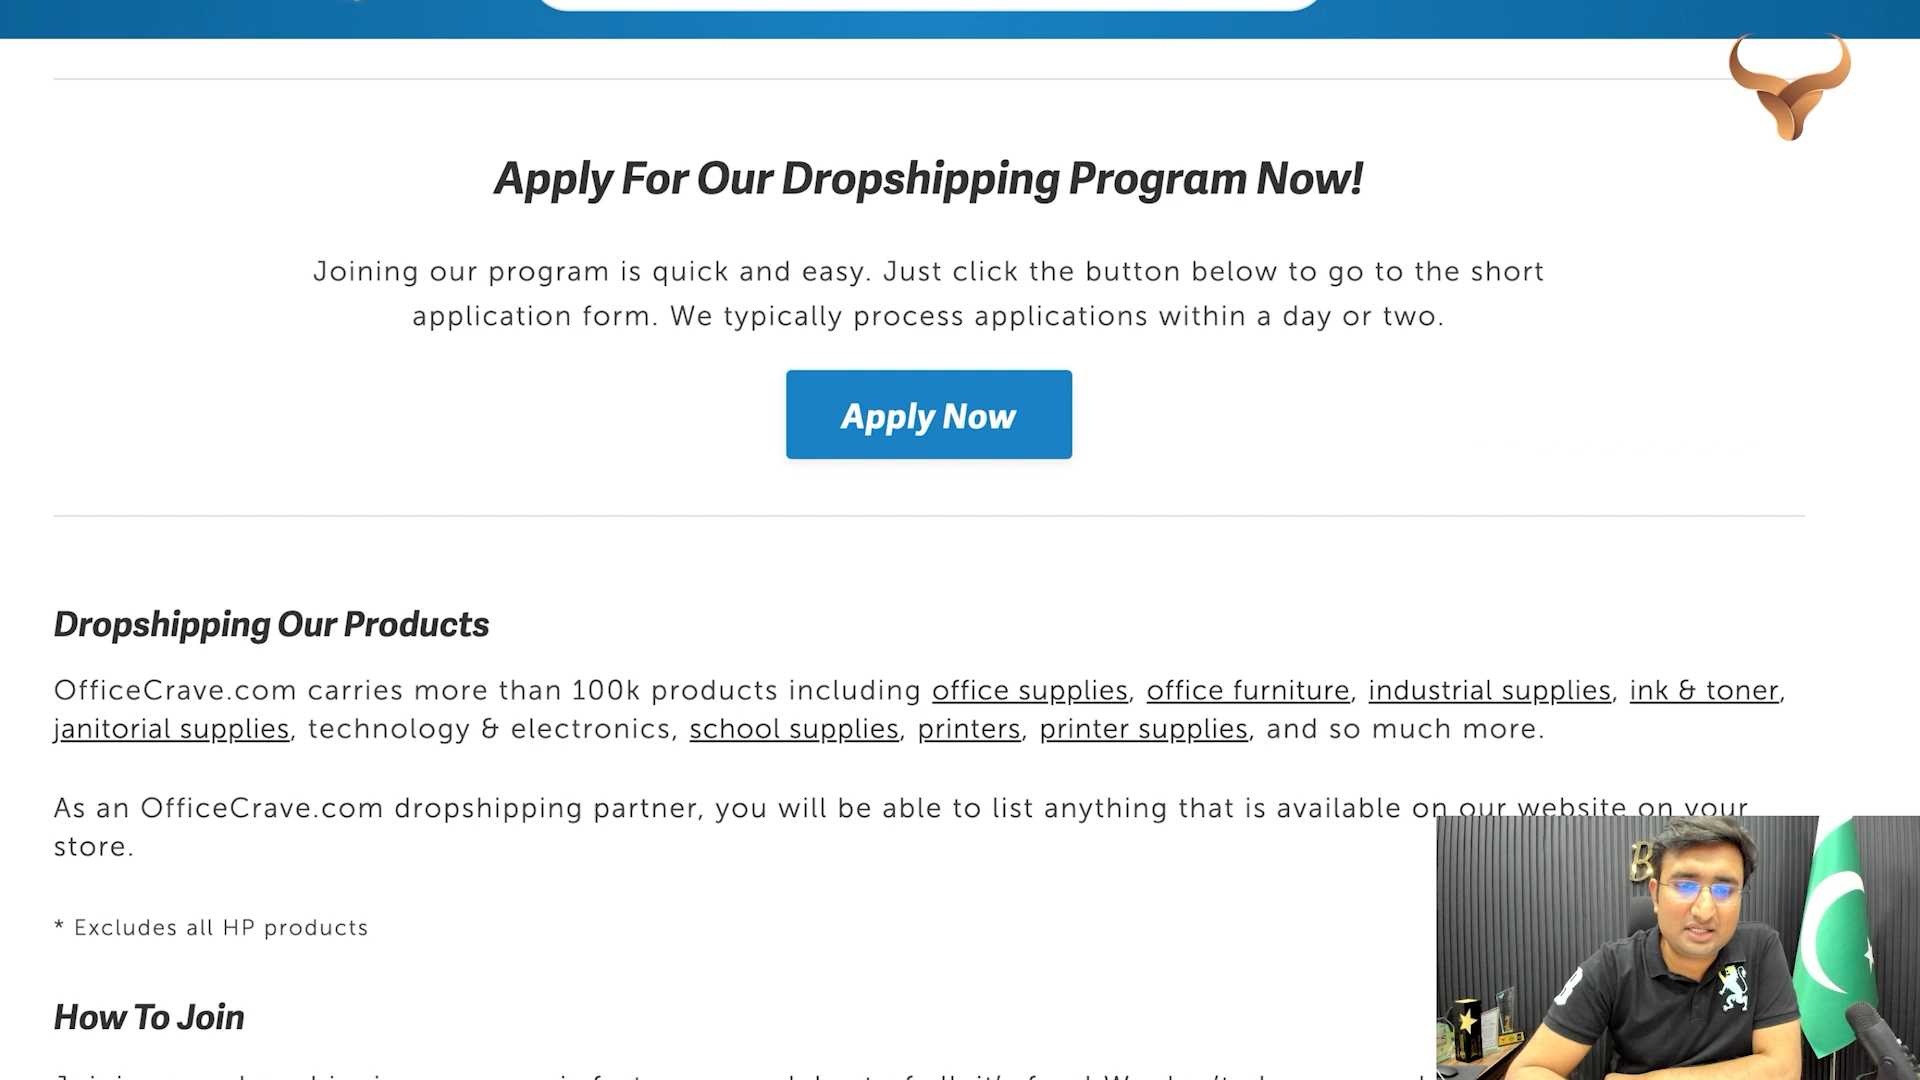 Apply For Our Dropshipping Program Now!
Joining our program is quick and easy. Just click the button below to go to the short
application form. We typically process applications within a day or two.
Apply Now
Dropshipping Our Products
OfficeCrave.com carries more than 100k products including office supplies, office furniture, industrial supplies, ink & toner,
janitorial supplies, technology & electronics, school supplies, printers, printer supplies, and so much more.
As an OfficeCrave.com dropshipping partner, you will be able to list anything that is available on our website on your
store.
* Excludes all HP products
How To Join
B